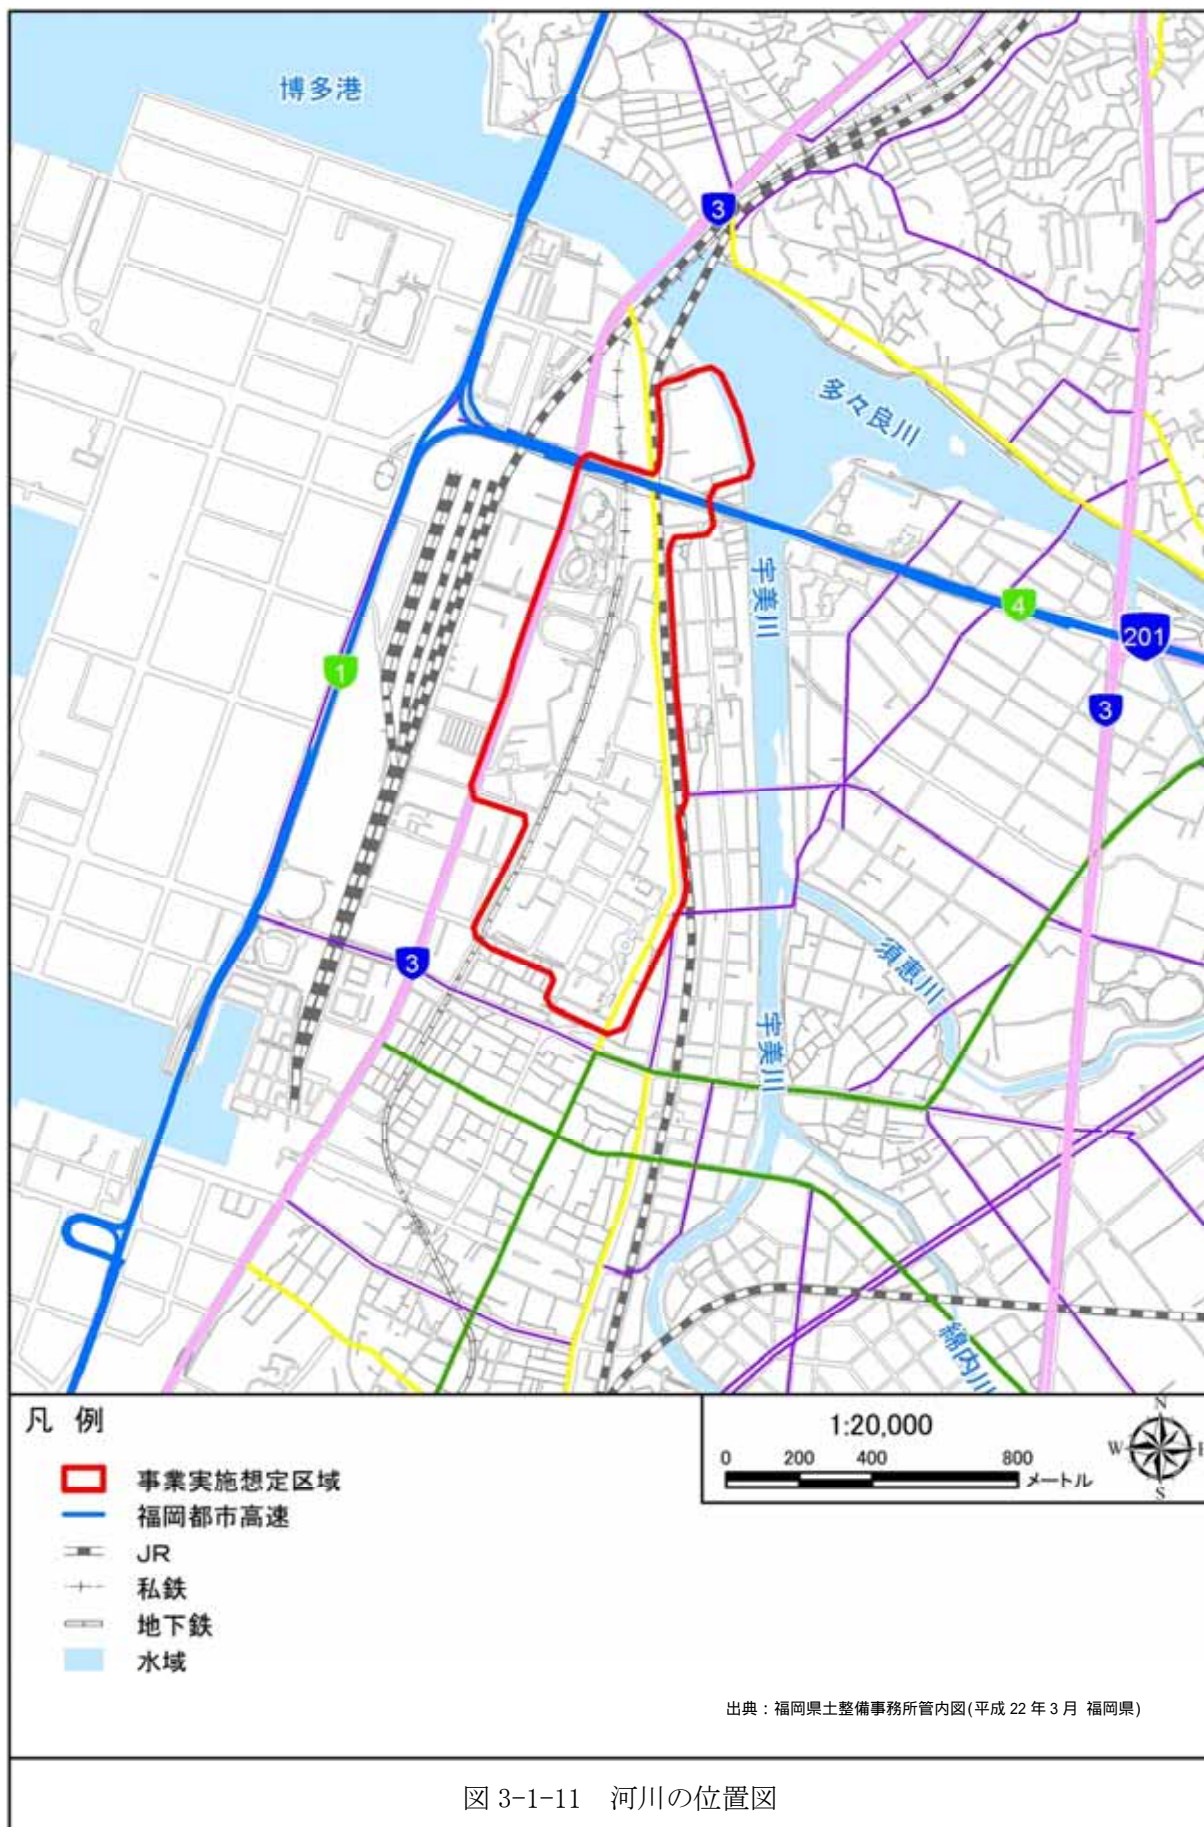 博多港
3
多々良川
宇美川
4
201
1
3
須恵川
3
宇美川
綿内川
凡 例
事業実施想定区域
福岡都市高速
JR
私鉄
地下鉄
水域
1:20,000
0 200 400 800
メートル
N
W E
S
出典：福岡県土整備事務所管内図(平成 22 年 3 月 福岡県)
図 3-1-11 河川の位置図